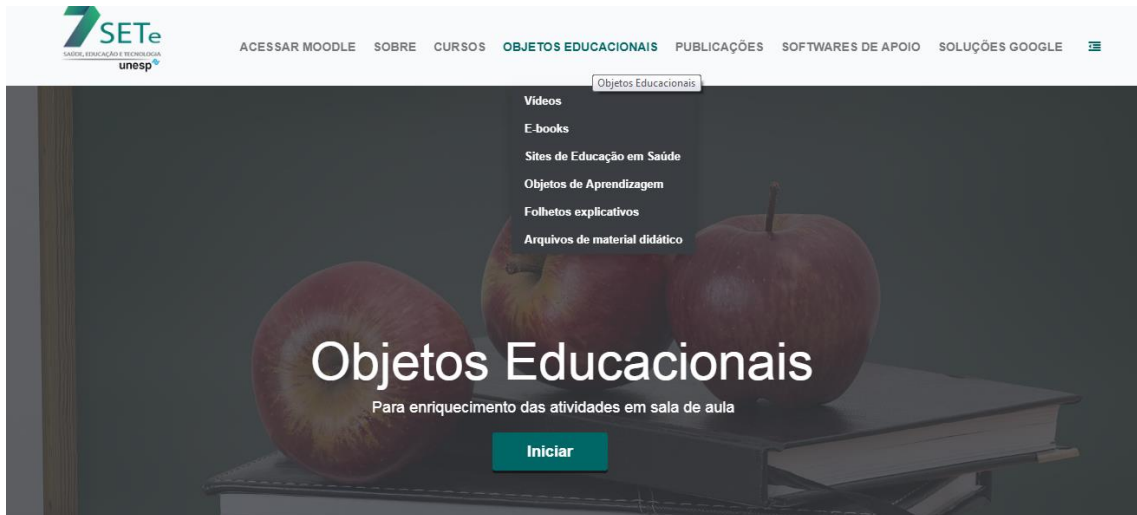 7SETe
SAÚDE, EDUCAÇÃO E TECNOLOGIA
unesp
ACESSAR MOODLE SOBRE CURSOS OBJETOS EDUCACIONAIS PUBLICAÇÕES SOFTWARES DE APOIO SOLUÇÕES GOOGLE
Objetos Educacionais
Vídeos
E-books
Sites de Educação em Saúde
Objetos de Aprendizagem
Folhetos explicativos
Arquivos de material didático
Objetos Educacionais
Para enriquecimento das atividades em sala de aula
Iniciar